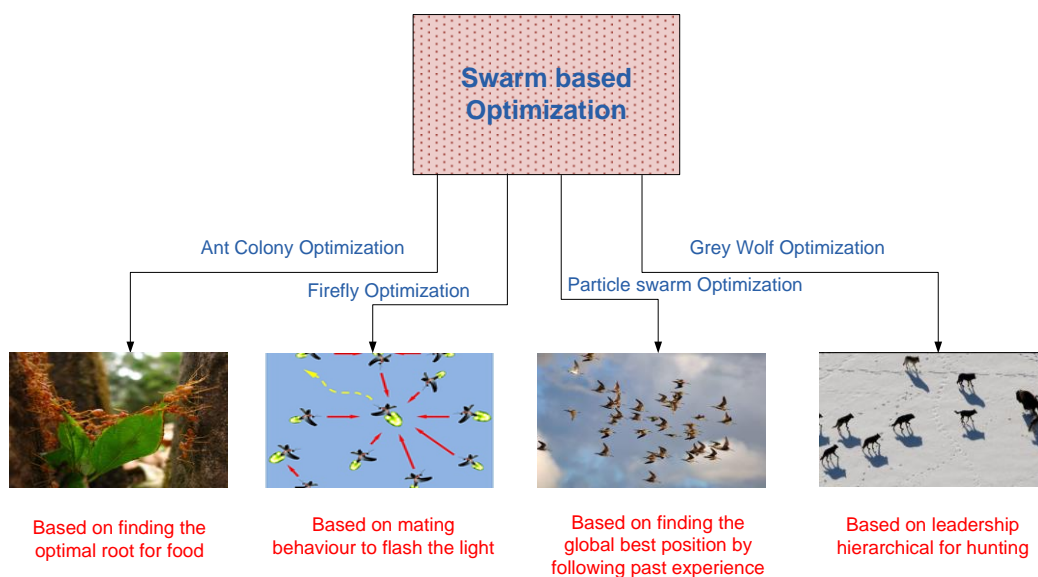 Swarm based
Optimization
Ant Colony Optimization
Grey Wolf Optimization
Firefly Optimization
Particle swarm Optimization
Based on finding the
optimal root for food
Based on mating
behaviour to flash the light
Based on finding the
global best position by
following past experience
Based on leadership
hierarchical for hunting